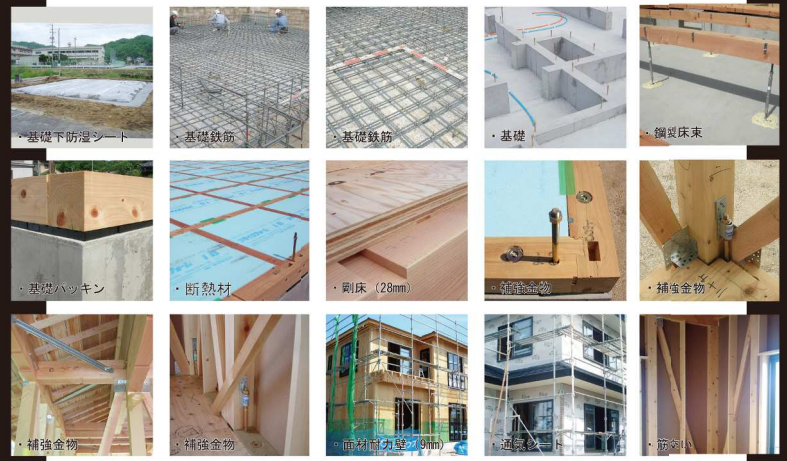 ・基礎下防湿シート
・基礎鉄筋
・基礎鉄筋
・基礎
・鋼製床束
・基礎パッキン
・断熱材
・剛床（28mm）
・補強金物
・補強金物
・補強金物
・補強金物
・面材耐力壁（9mm）
・通気シート
・筋交い